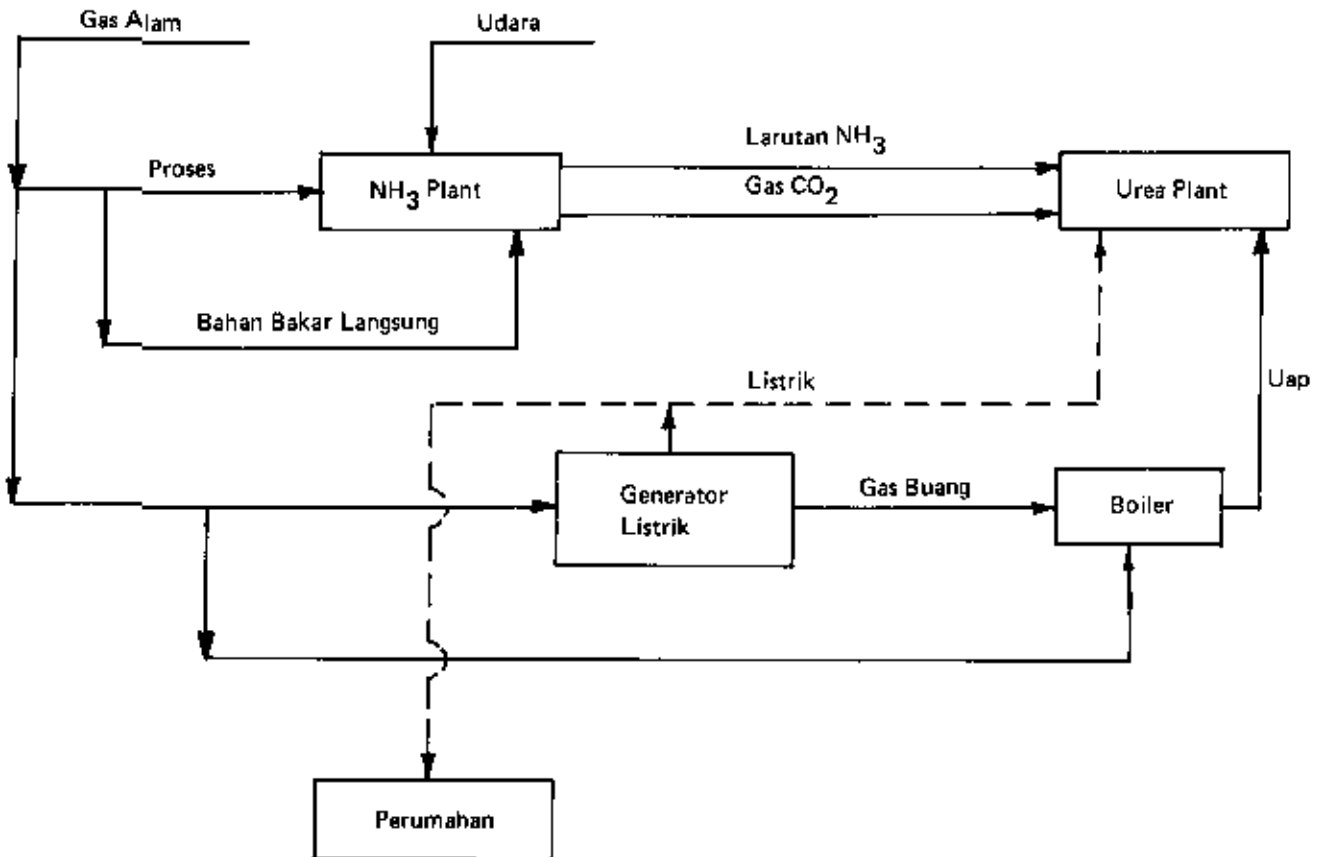 Gas Alam
Udara
Larutan NH3
Proses
NH3 Plant
Gas CO2
Urea Plant
Bahan Bakar Langsung
Listrik
Uap
Generator
Listrik
Gas Buang
Boiler
Perumahan